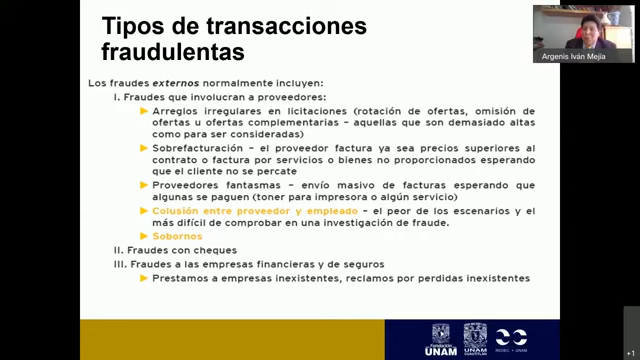 Tipos de transacciones
fraudulentas
Argenis Iván Mejía
Los fraudes externos normalmente incluyen:
I. Fraudes que involucran a proveedores:
Arreglos irregulares en licitaciones (rotación de ofertas, omisión de
ofertas u ofertas complementarias – aquellas que son demasiado altas
como para ser consideradas)
Sobrefacturación – el proveedor factura ya sea precios superiores al
contrato o factura por servicios o bienes no proporcionados esperando
que el cliente no se percate
Proveedores fantasmas – envío masivo de facturas esperando que
algunas se paguen (toner para impresora o algún servicio)
Colusión entre proveedor y empleado – el peor de los escenarios y el
más difícil de comprobar en una investigación de fraude.
Sobornos
II. Fraudes con cheques
III. Fraudes a las empresas financieras y de seguros
Prestamos a empresas inexistentes, reclamos por perdidas inexistentes
Fundación
UNAM
UNAM
CUAUTITLÁN
REDES · UNAM
+1